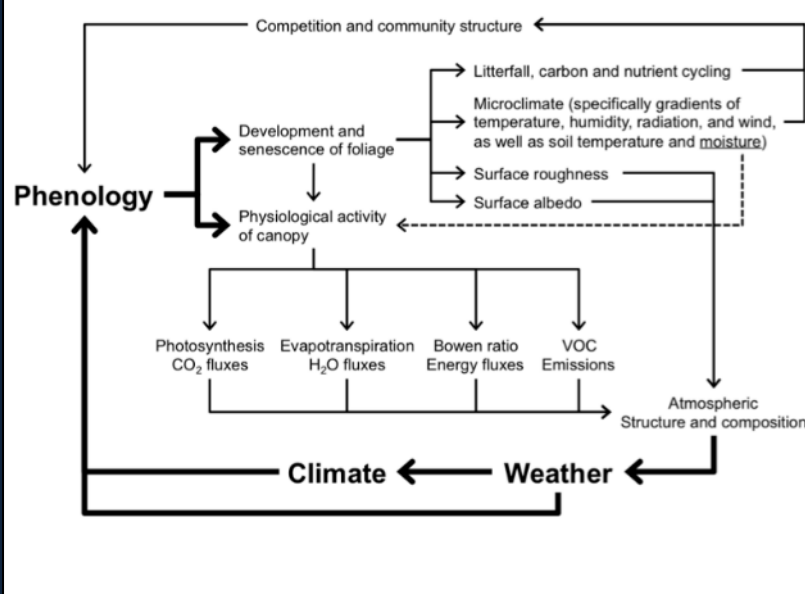 Competition and community structure
Litterfall, carbon and nutrient cycling
Microclimate (specifically gradients of
temperature, humidity, radiation, and wind,
as well as soil temperature and moisture)
Development and
senescence of foliage
Surface roughness
Phenology
Surface albedo
Physiological activity
of canopy
Photosynthesis
CO₂ fluxes
Evapotranspiration
H₂O fluxes
Bowen ratio
Energy fluxes
VOC
Emissions
Atmospheric
Structure and composition
Climate
Weather